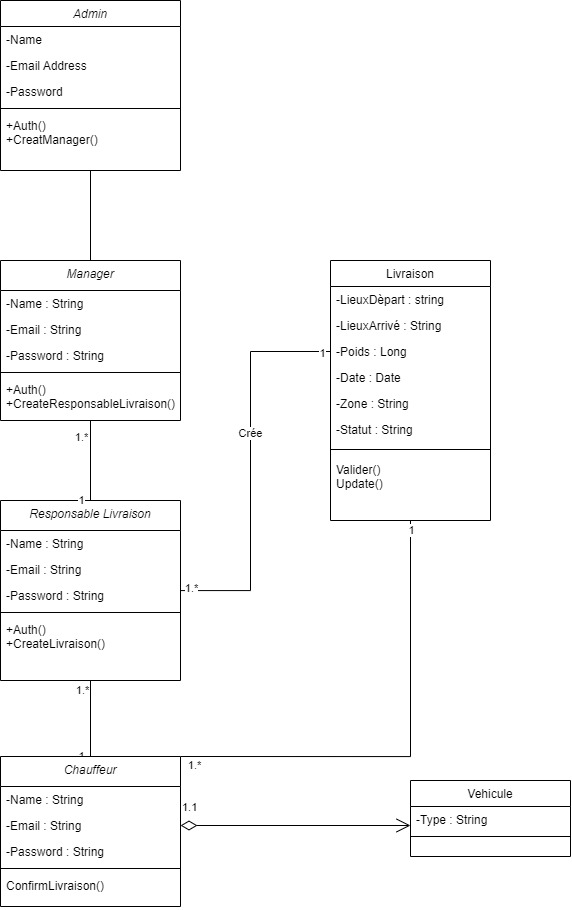 Admin
-Name
-Email Address
-Password
+Auth()
+CreatManager()
Manager
-Name : String
-Email : String
-Password : String
+Auth()
+CreateResponsableLivraison()
1.*
1
Livraison
-LieuxDèpart : string
-LieuxArrivé : String
-Poids : Long
-Date : Date
-Zone : String
-Statut : String
Valider()
Update()
1
Crée
1.*
1
Responsable Livraison
-Name : String
-Email : String
-Password : String
+Auth()
+CreateLivraison()
1.*
1
1.*
Chauffeur
-Name : String
-Email : String
-Password : String
ConfirmLivraison()
1.1
Vehicule
-Type : String